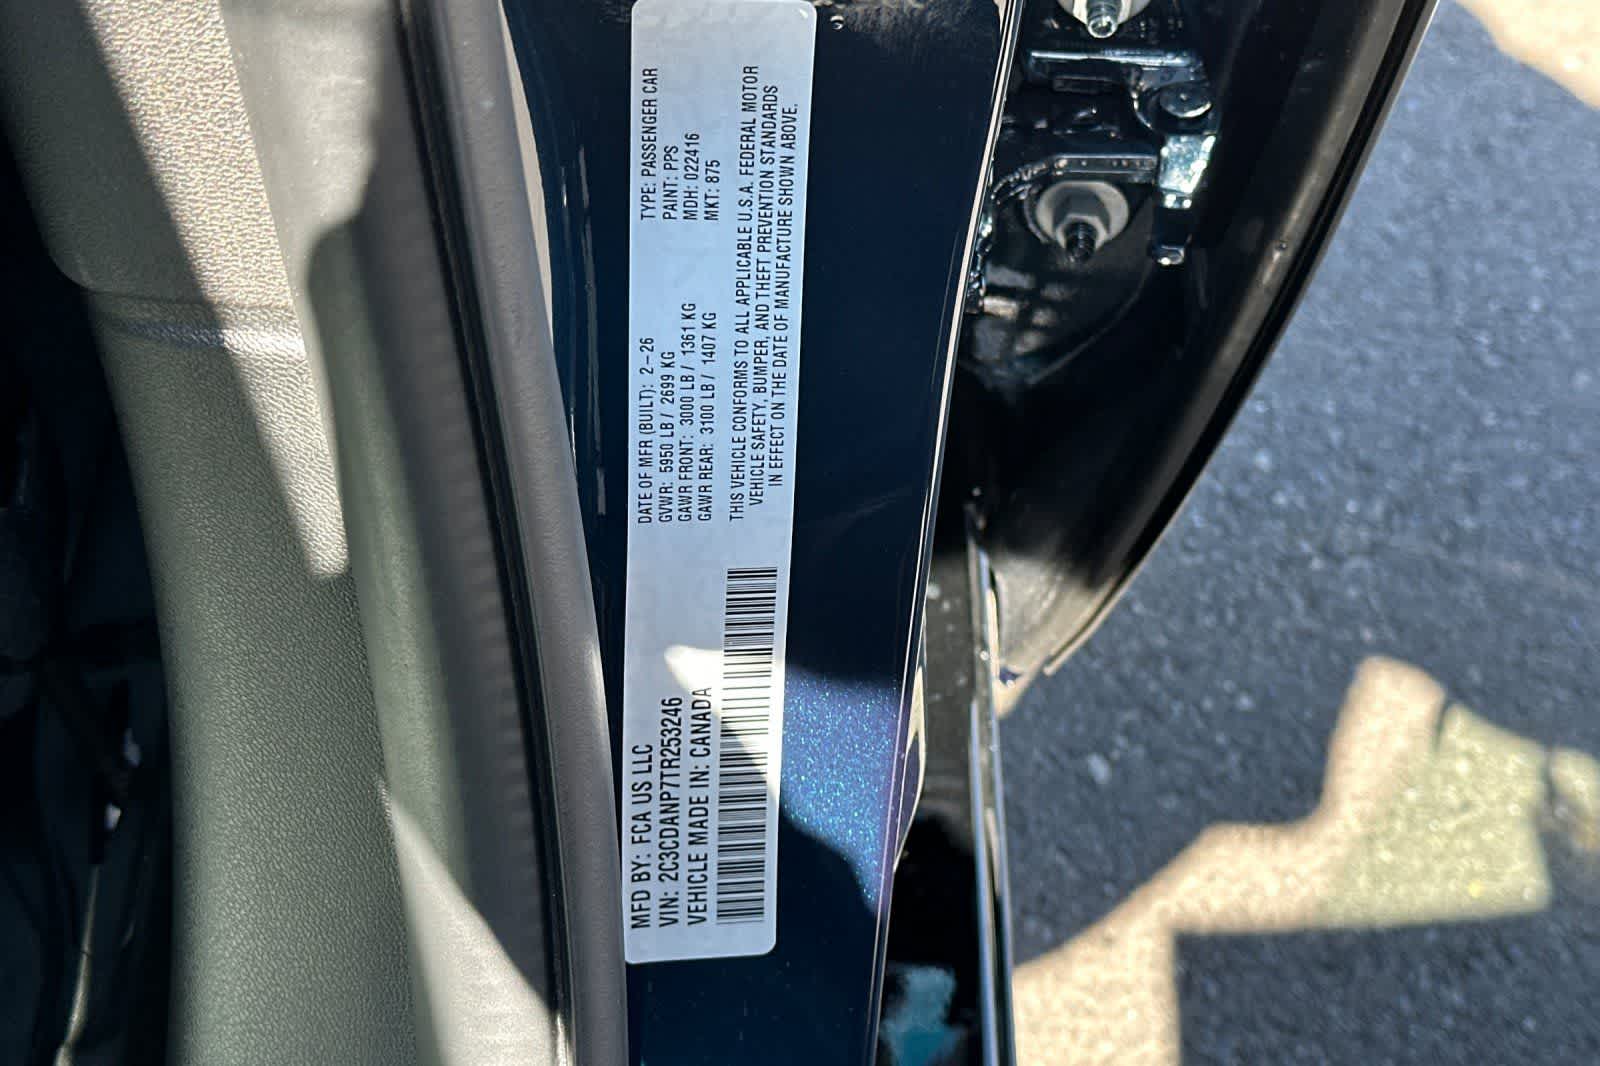 MFD BY: FCA US LLC
VIN: 2C3CDANP7TR253246
VEHICLE MADE IN: CANADA
DATE OF MFR (BUILT): 2-26
GVWR: 5950 LB / 2699 KG
GAWR FRONT: 3000 LB / 1361 KG
GAWR REAR: 3100 LB / 1407 KG
TYPE: PASSENGER CAR
PAINT: PPS
MDH: 022416
MKT: 875
THIS VEHICLE CONFORMS TO ALL APPLICABLE U.S.A. FEDERAL MOTOR
VEHICLE SAFETY, BUMPER, AND THEFT PREVENTION STANDARDS
IN EFFECT ON THE DATE OF MANUFACTURE SHOWN ABOVE.